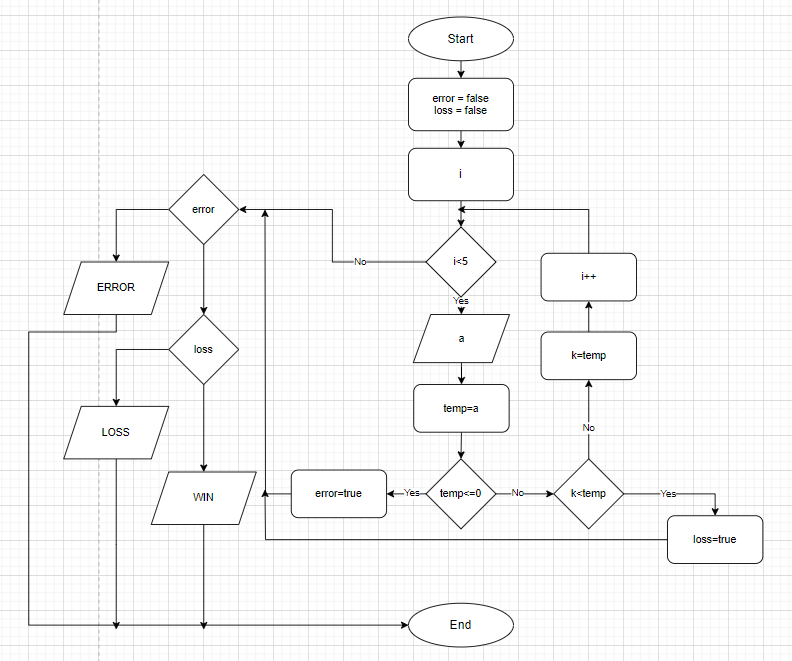 Start
error = false
loss = false
i
error
i<5
No
i++
ERROR
Yes
a
loss
k=temp
temp=a
No
LOSS
WIN
error=true
Yes
temp<=0
No
k<temp
Yes
loss=true
End